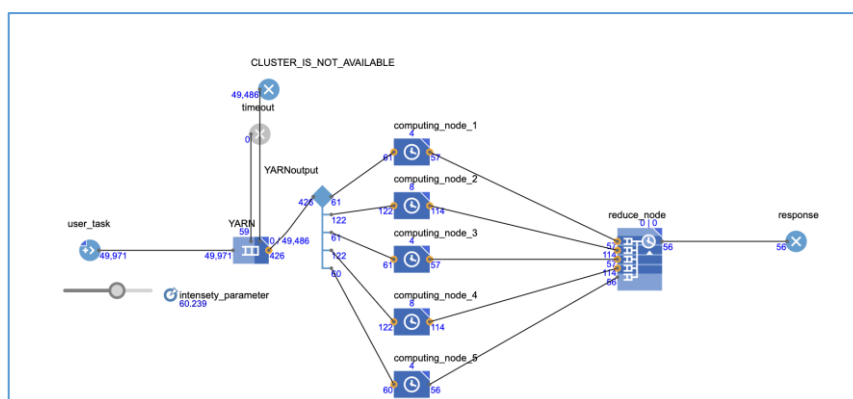 CLUSTER_IS_NOT_AVAILABLE
49,486
timeout
0
YARNoutput
user_task
49,971
YARN
59
49,971
0
49,486
426
intensety_parameter
60.239
426
61
122
61
122
60
computing_node_1
4
61
57
computing_node_2
8
122
114
computing_node_3
4
61
57
computing_node_4
8
122
114
computing_node_5
4
60
56
reduce_node
0 | 0
57
114
57
114
56
56
response
56